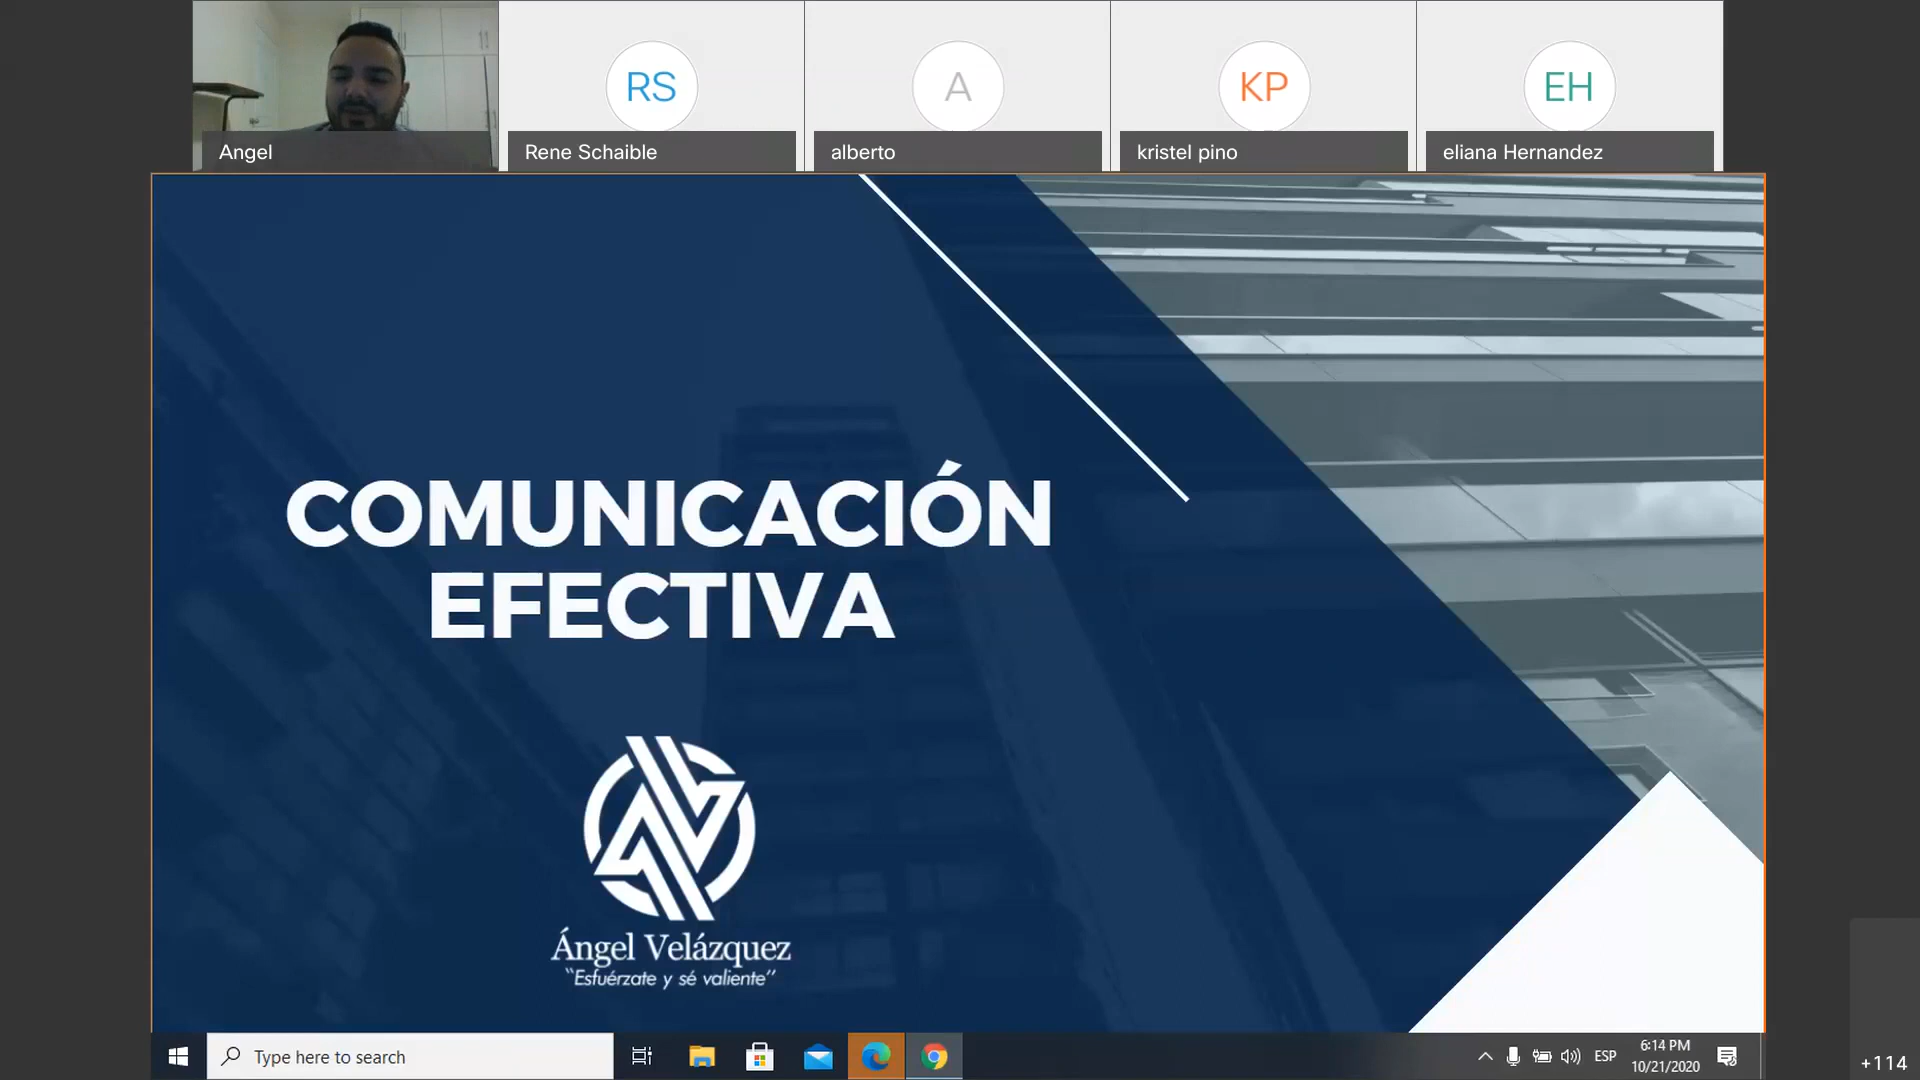 RS
A
KP
EH
Angel
Rene Schaible
alberto
kristel pino
eliana Hernandez
COMUNICACIÓN
EFECTIVA
Ángel Velázquez
"Esfuérzate y sé valiente"
Type here to search
ESP
6:14 PM
10/21/2020
+114